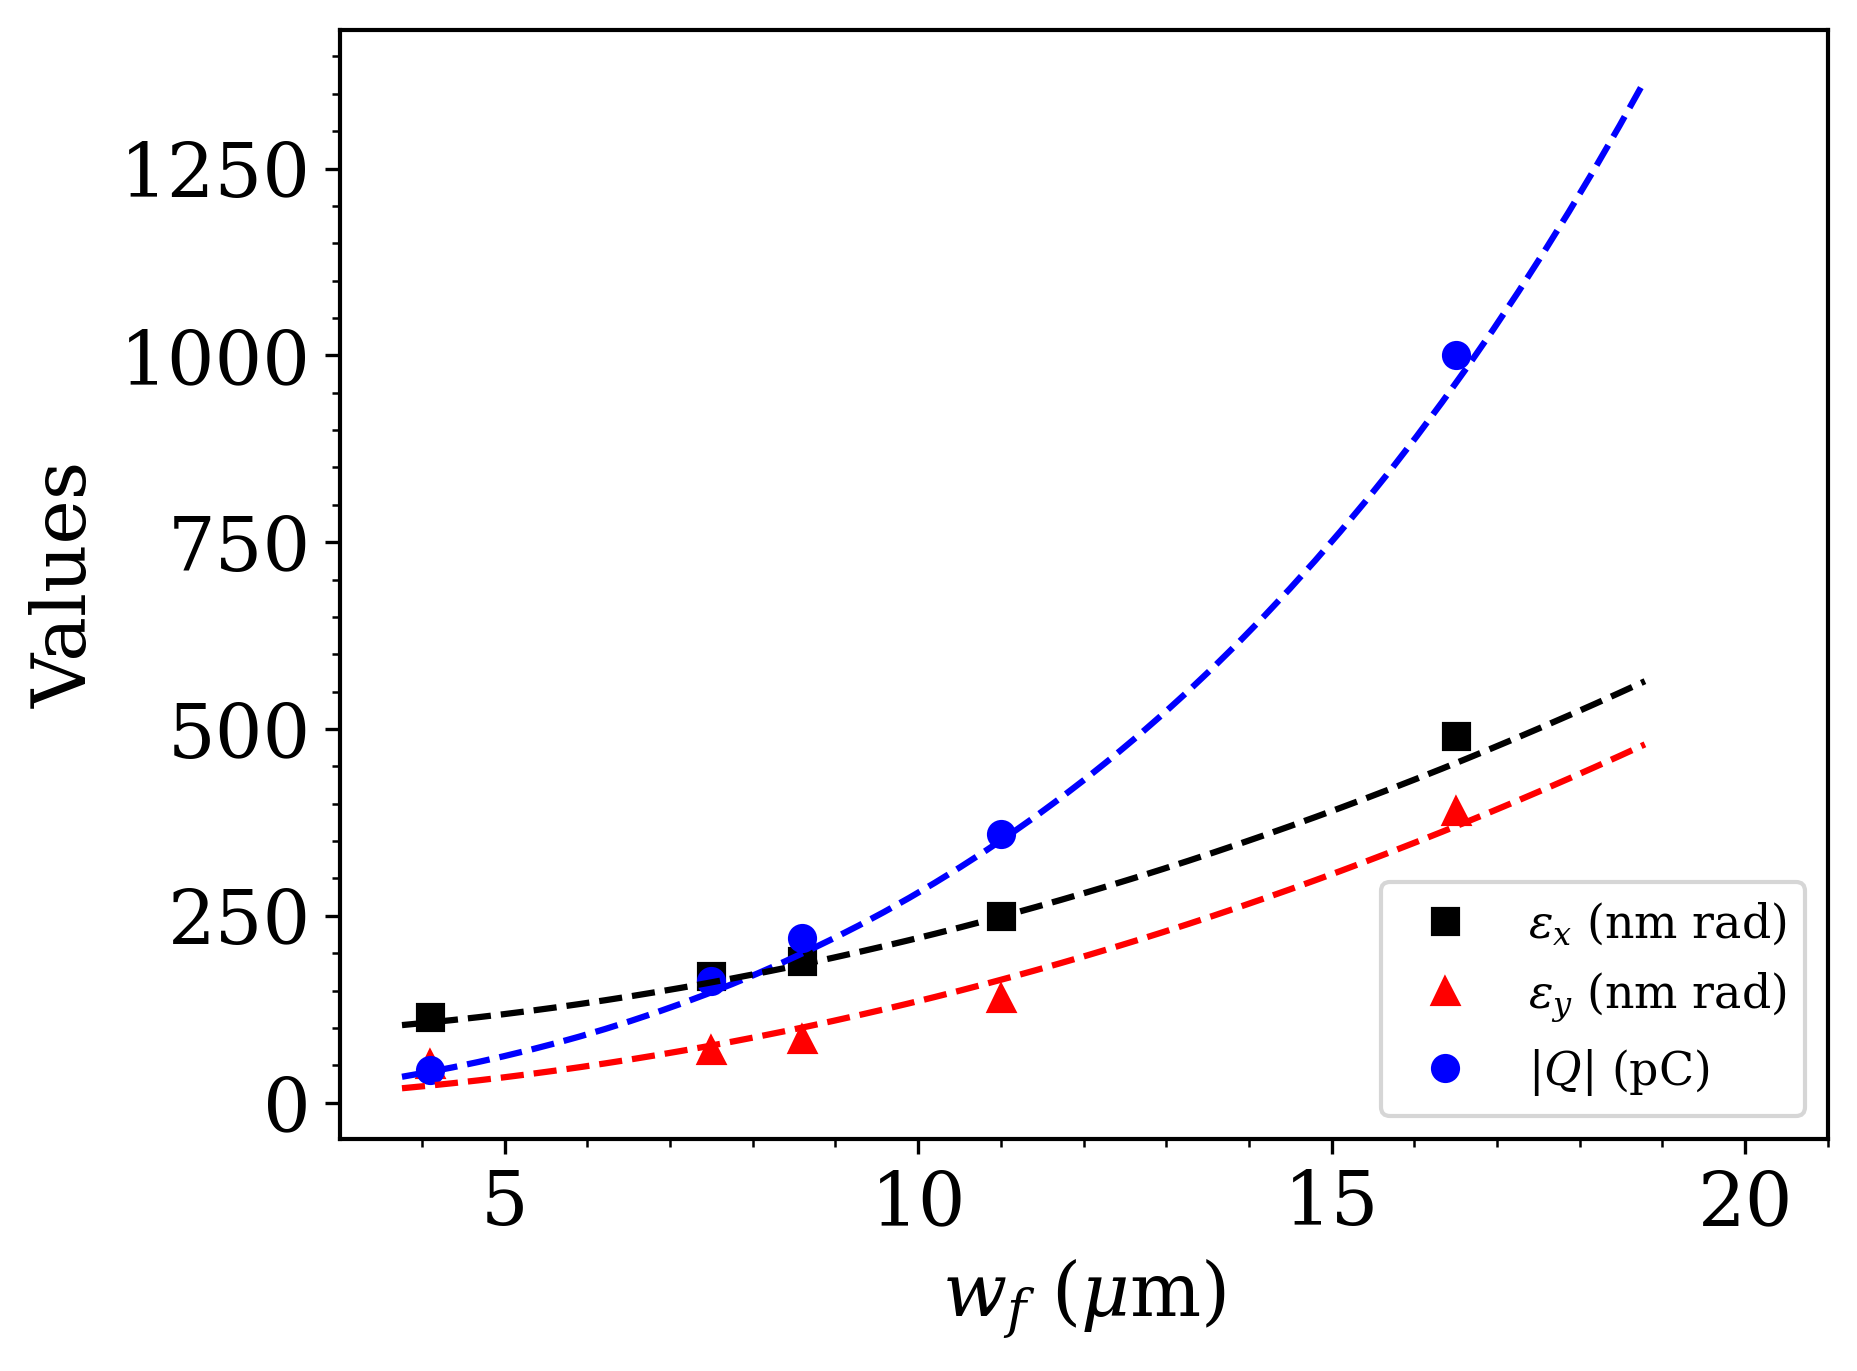 1250
1000
750
500
250
0
Values
5 10 15 20
w_f (μm)
ε_x (nm rad)
ε_y (nm rad)
|Q| (pC)